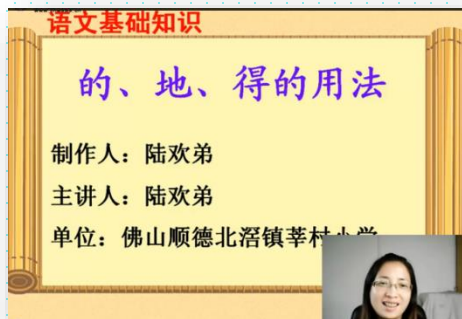 语文基础知识
的、地、得的用法
制作人：陆欢弟
主讲人：陆欢弟
单位：佛山顺德北滘镇莘村小学